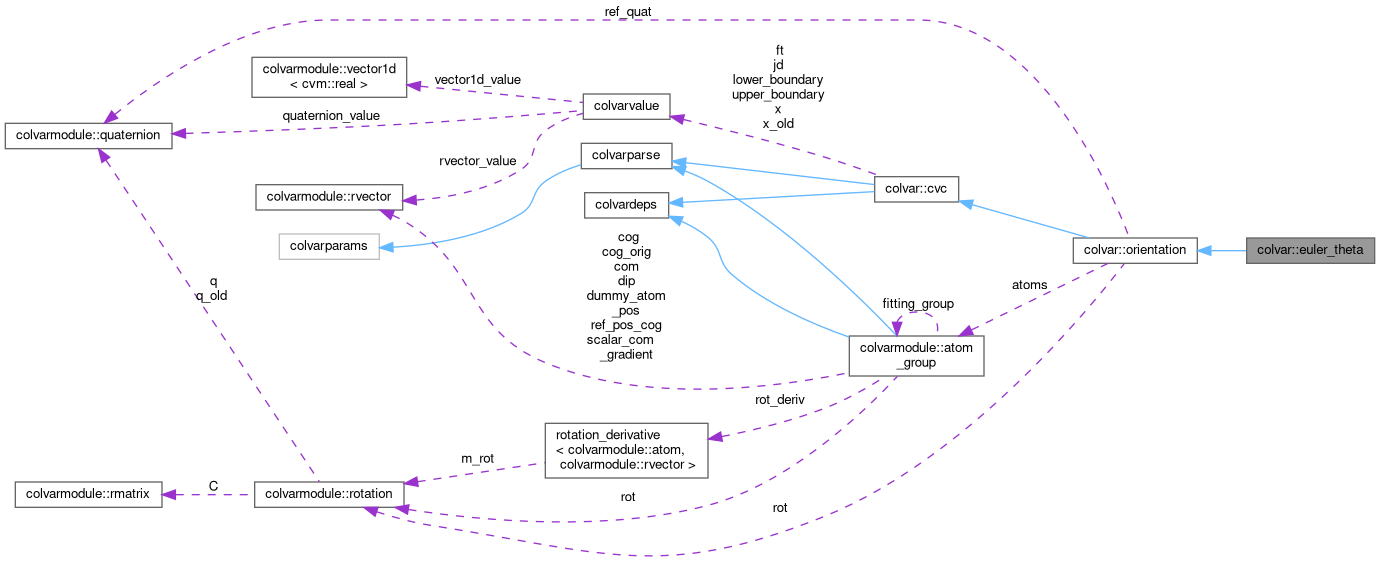 ref_quat
colvarmodule::vector1d
< cvm::real >
vector1d_value
colvarvalue
ft
jd
lower_boundary
upper_boundary
x
x_old
quaternion_value
colvarmodule::quaternion
rvector_value
colvarparse
colvarmodule::rvector
colvardeps
colvar::cvc
colvarparams
colvar::orientation
colvar::euler_theta
cog
cog_orig
com
dip
dummy_atom
_pos
ref_pos_cog
scalar_com
_gradient
q
q_old
atoms
fitting_group
colvarmodule::atom
_group
rot_deriv
rotation_derivative
< colvarmodule::atom,
colvarmodule::rvector >
m_rot
colvarmodule::rmatrix
C
colvarmodule::rotation
rot
rot